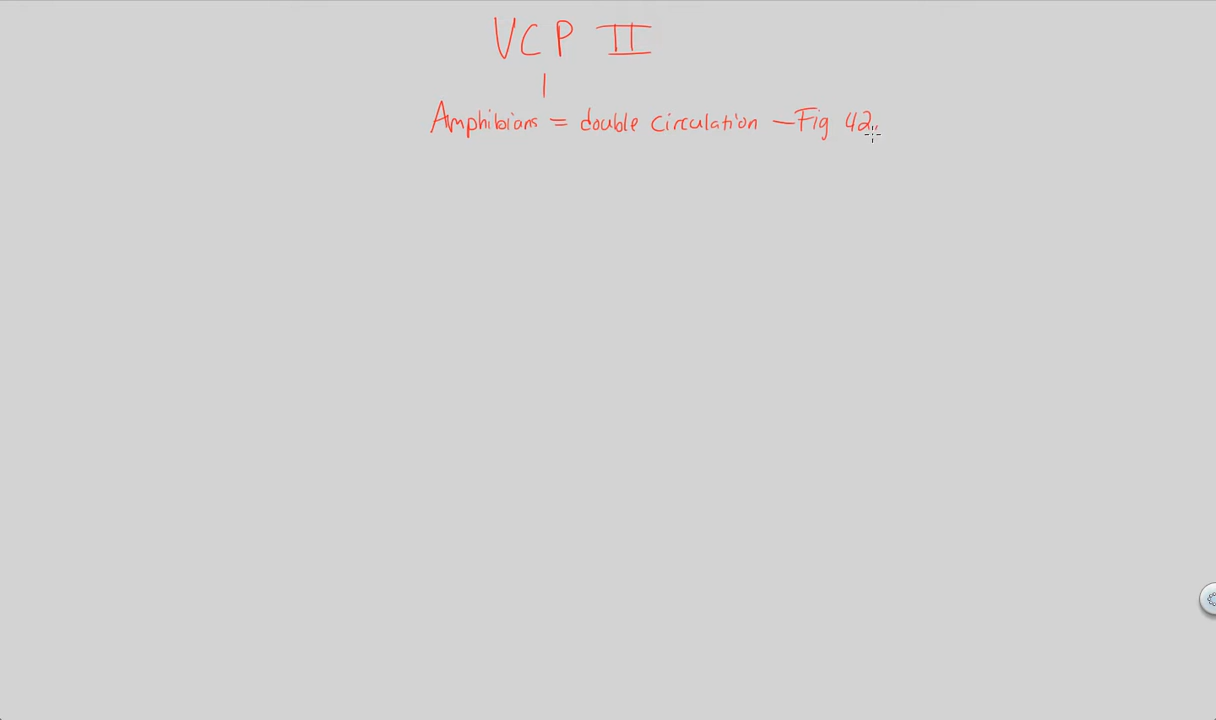 VCP II
Amphibians = double circulation — Fig 42